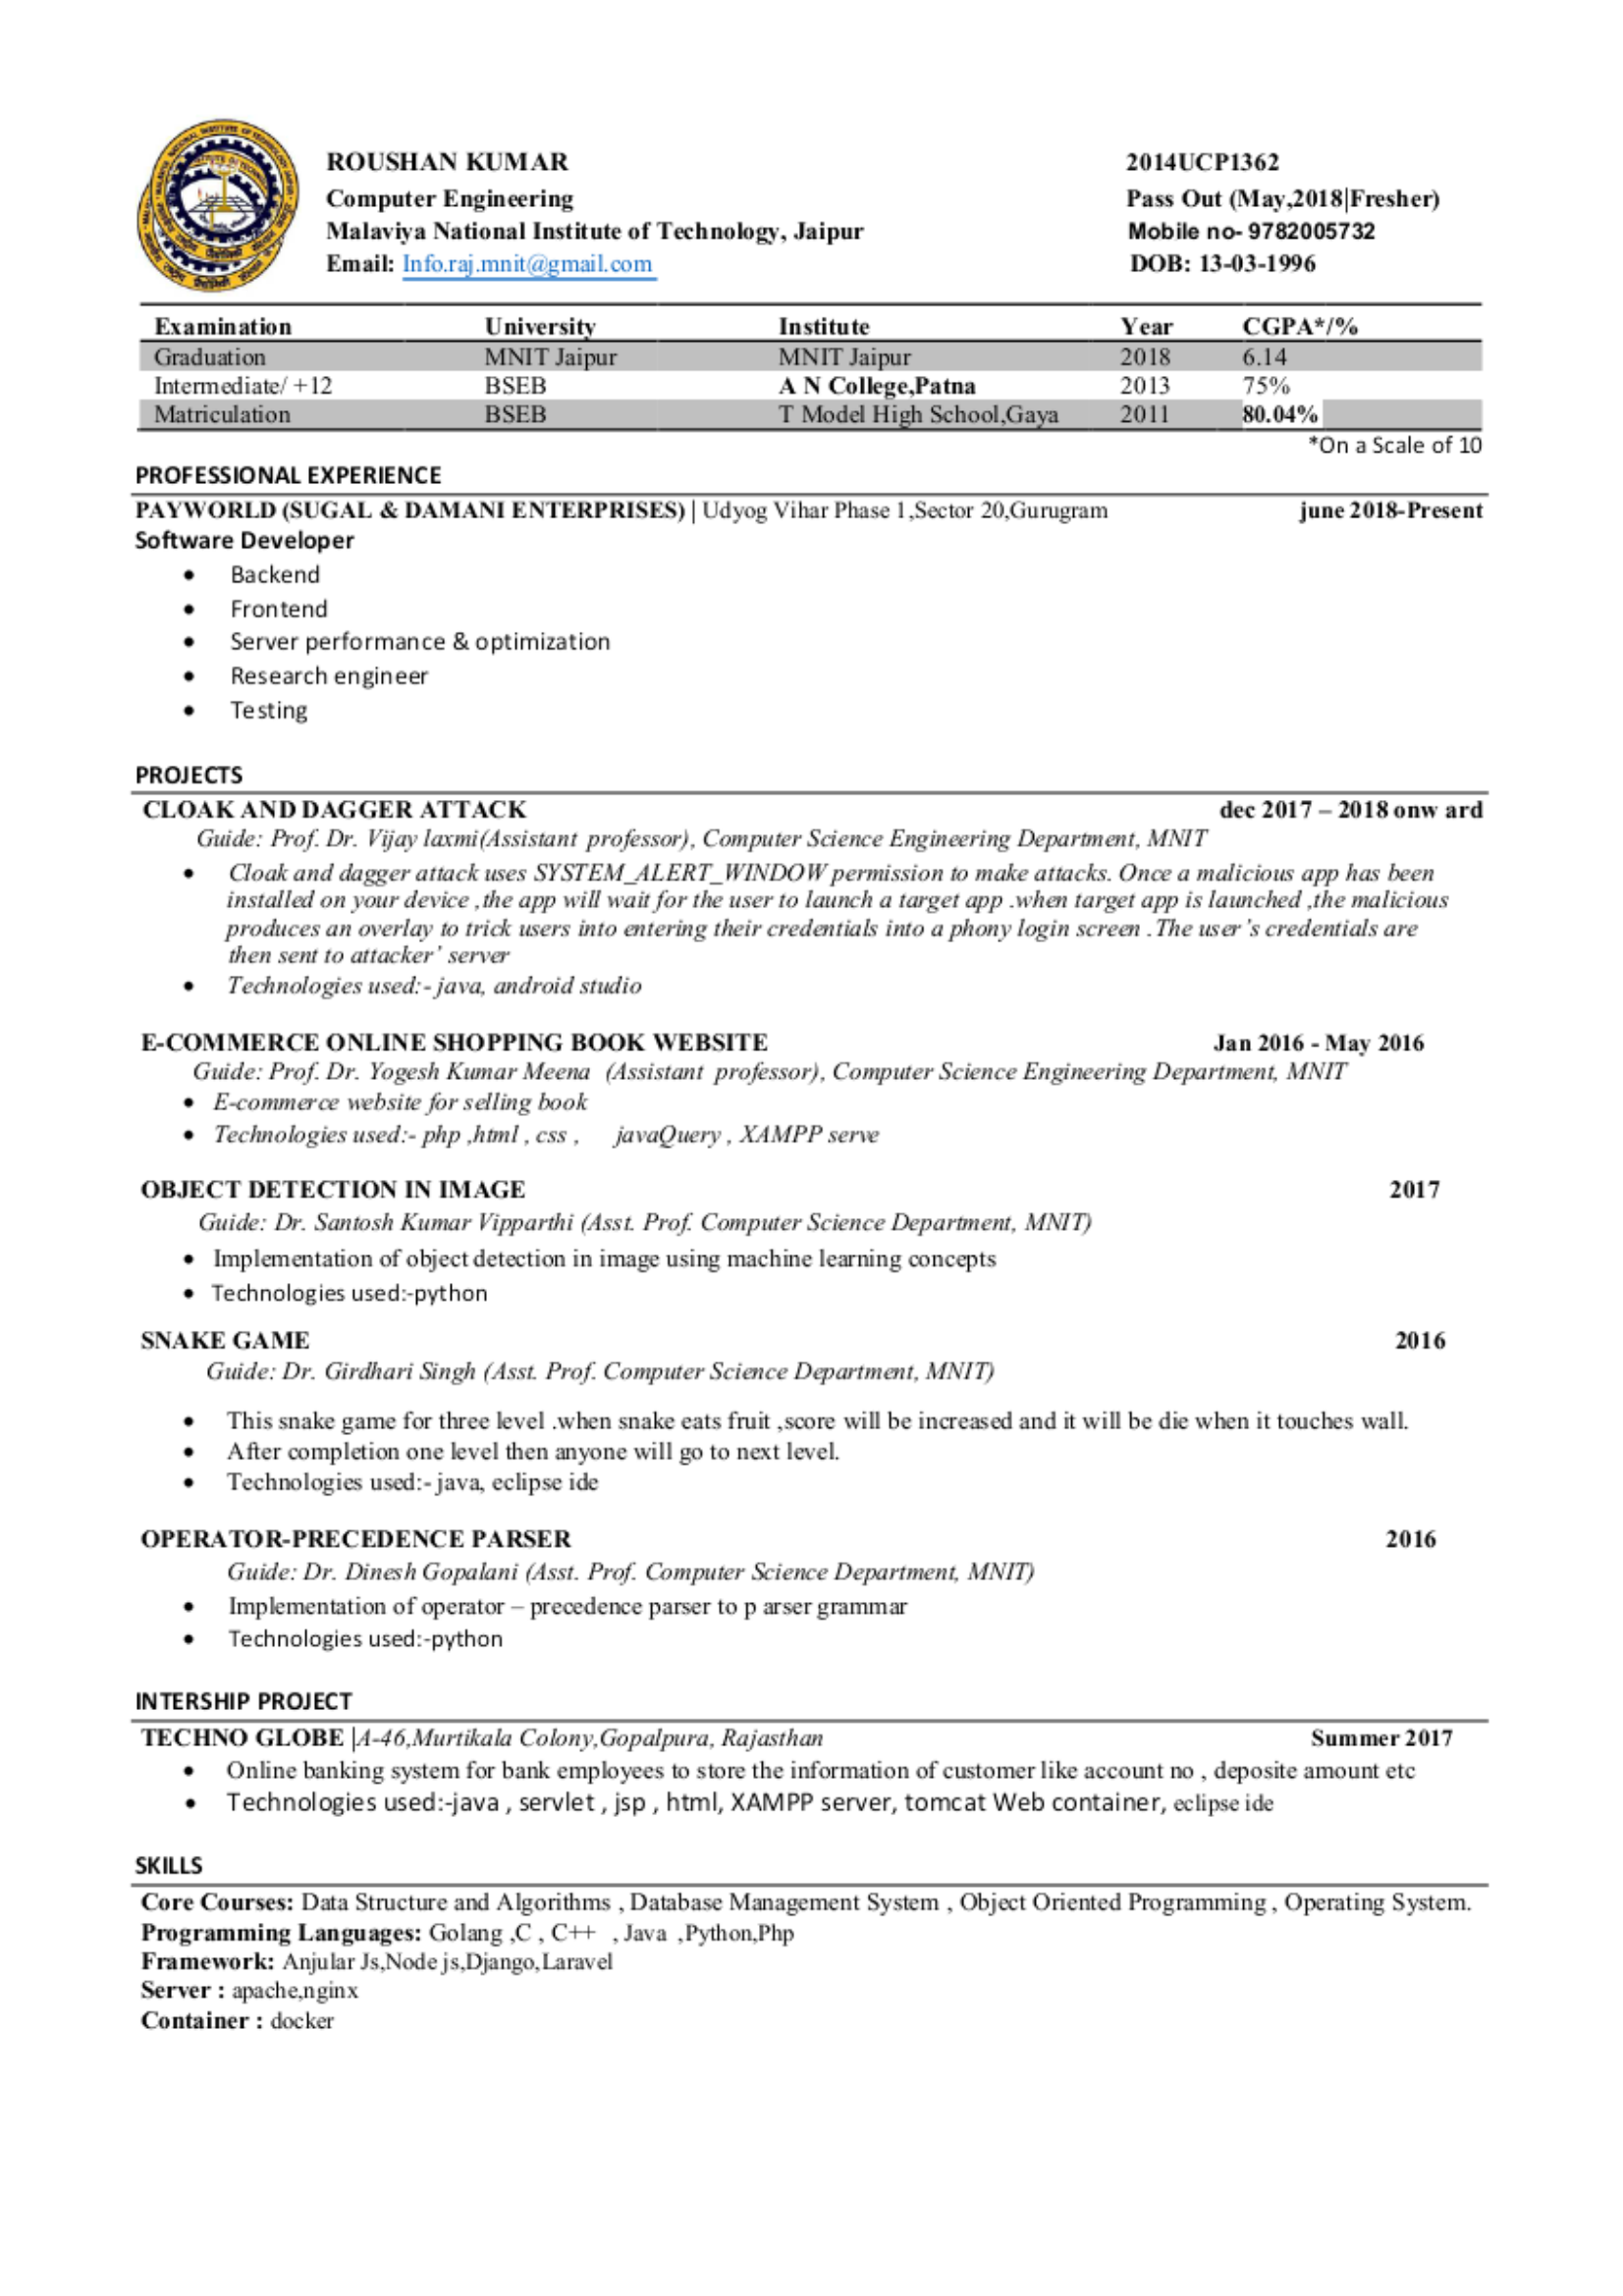 ROUSHAN KUMAR 2014UCP1362
Computer Engineering Pass Out (May,2018|Fresher)
Malaviya National Institute of Technology, Jaipur Mobile no- 9782005732
Email: Info.raj.mnit@gmail.com DOB: 13-03-1996
Examination University Institute Year CGPA*/%
Graduation MNIT Jaipur MNIT Jaipur 2018 6.14
Intermediate/ +12 BSEB A N College,Patna 2013 75%
Matriculation BSEB T Model High School,Gaya 2011 80.04%
*On a Scale of 10
PROFESSIONAL EXPERIENCE
PAYWORLD (SUGAL & DAMANI ENTERPRISES) | Udyog Vihar Phase 1,Sector 20,Gurugram june 2018-Present
Software Developer
• Backend
• Frontend
• Server performance & optimization
• Research engineer
• Testing
PROJECTS
CLOAK AND DAGGER ATTACK dec 2017 – 2018 onw ard
Guide: Prof. Dr. Vijay laxmi(Assistant professor), Computer Science Engineering Department, MNIT
• Cloak and dagger attack uses SYSTEM_ALERT_WINDOW permission to make attacks. Once a malicious app has been
installed on your device ,the app will wait for the user to launch a target app .when target app is launched ,the malicious
produces an overlay to trick users into entering their credentials into a phony login screen .The user's credentials are
then sent to attacker' server
• Technologies used:- java, android studio
E-COMMERCE ONLINE SHOPPING BOOK WEBSITE Jan 2016 - May 2016
Guide: Prof. Dr. Yogesh Kumar Meena (Assistant professor), Computer Science Engineering Department, MNIT
• E-commerce website for selling book
• Technologies used:- php ,html , css , javaQuery , XAMPP serve
OBJECT DETECTION IN IMAGE 2017
Guide: Dr. Santosh Kumar Vipparthi (Asst. Prof. Computer Science Department, MNIT)
• Implementation of object detection in image using machine learning concepts
• Technologies used:-python
SNAKE GAME 2016
Guide: Dr. Girdhari Singh (Asst. Prof. Computer Science Department, MNIT)
• This snake game for three level .when snake eats fruit ,score will be increased and it will be die when it touches wall.
• After completion one level then anyone will go to next level.
• Technologies used:- java, eclipse ide
OPERATOR-PRECEDENCE PARSER 2016
Guide: Dr. Dinesh Gopalani (Asst. Prof. Computer Science Department, MNIT)
• Implementation of operator – precedence parser to p arser grammar
• Technologies used:-python
INTERSHIP PROJECT
TECHNO GLOBE |A-46,Murtikala Colony,Gopalpura, Rajasthan Summer 2017
• Online banking system for bank employees to store the information of customer like account no , deposite amount etc
• Technologies used:-java , servlet , jsp , html, XAMPP server, tomcat Web container, eclipse ide
SKILLS
Core Courses: Data Structure and Algorithms , Database Management System , Object Oriented Programming , Operating System.
Programming Languages: Golang ,C , C++ , Java ,Python,Php
Framework: Anjular Js,Node js,Django,Laravel
Server : apache,nginx
Container : docker